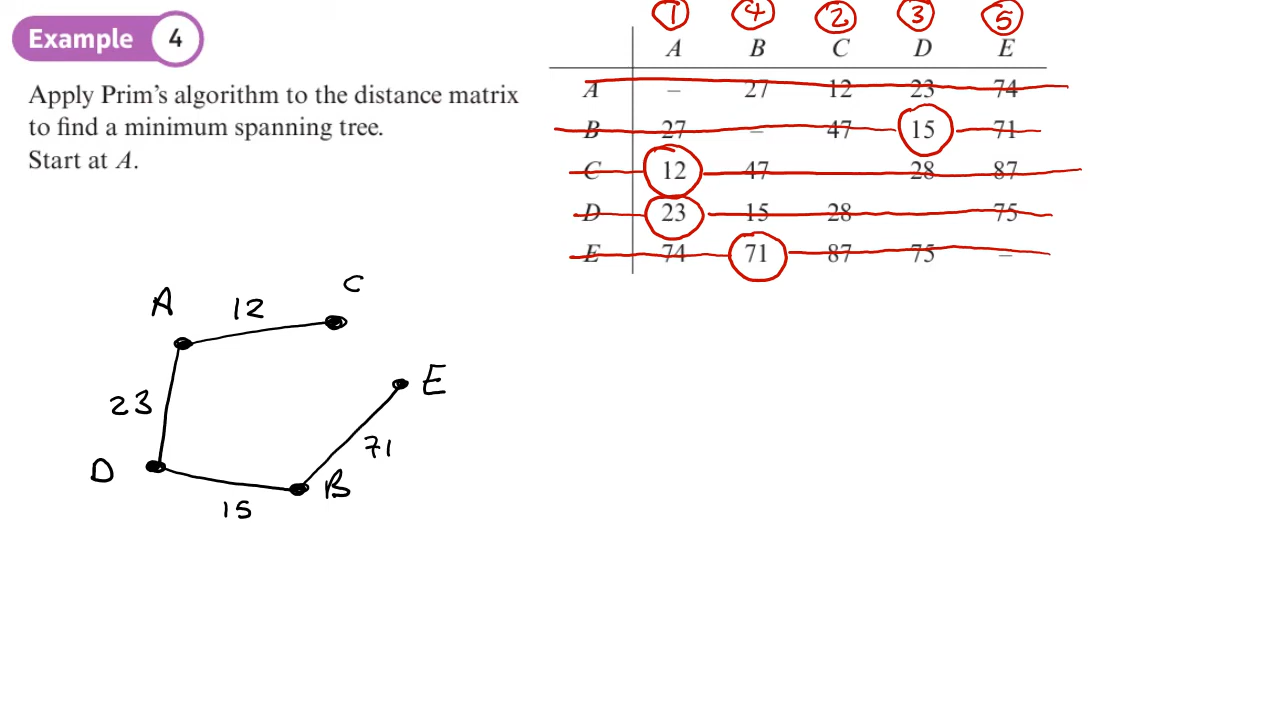 Example 4
Apply Prim's algorithm to the distance matrix
to find a minimum spanning tree.
Start at A.
1 4 2 3 5
A B C D E
A – 27 12 23 74
B 27 – 47 15 71
C 12 47 28 87
D 23 15 28 75
E 74 71 87 75 –
A 12 C
23
E
71
D
15
B